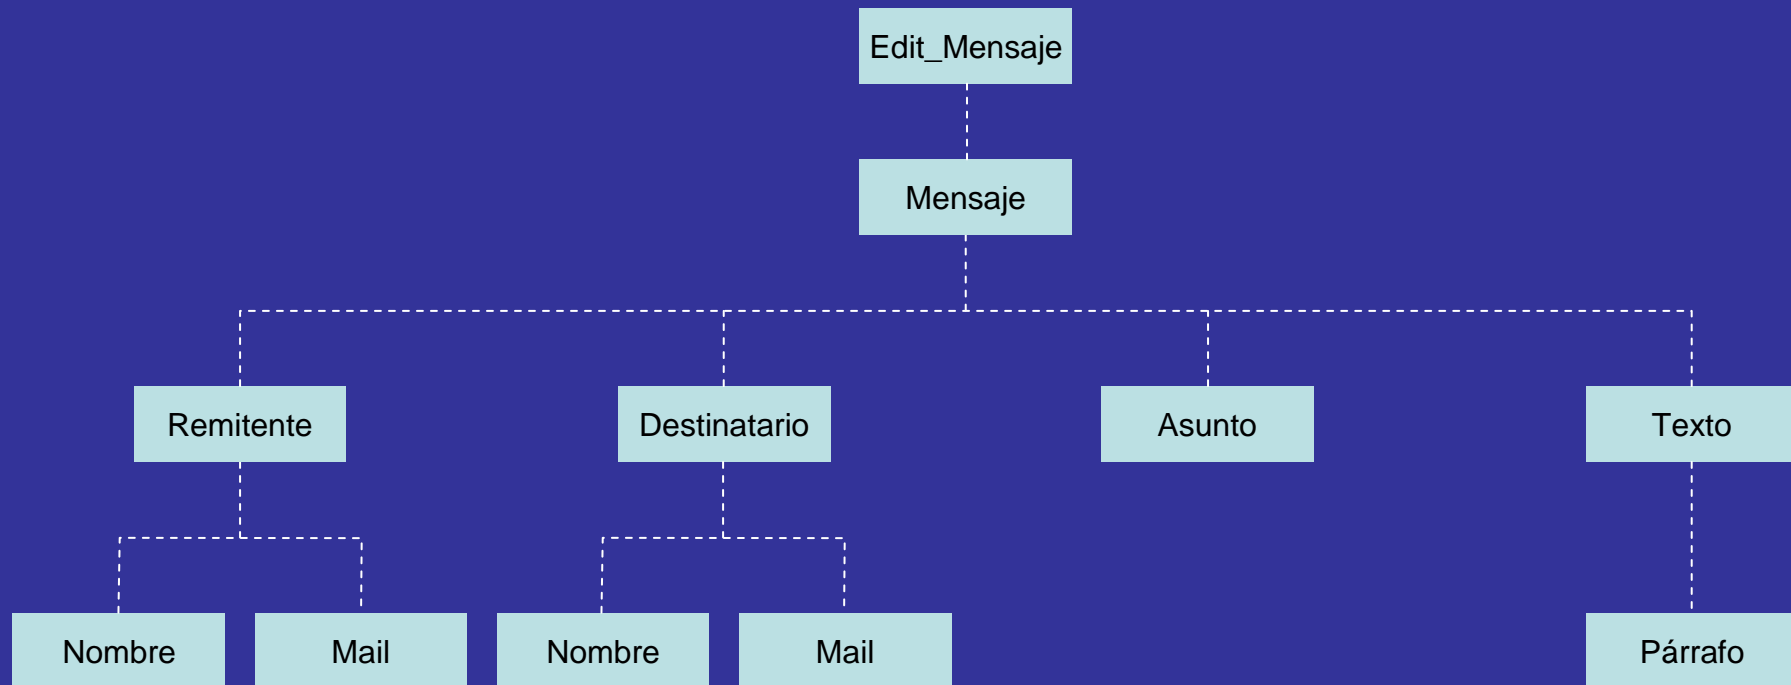 Edit_Mensaje
Mensaje
Remitente
Destinatario
Asunto
Texto
Nombre
Mail
Nombre
Mail
Párrafo